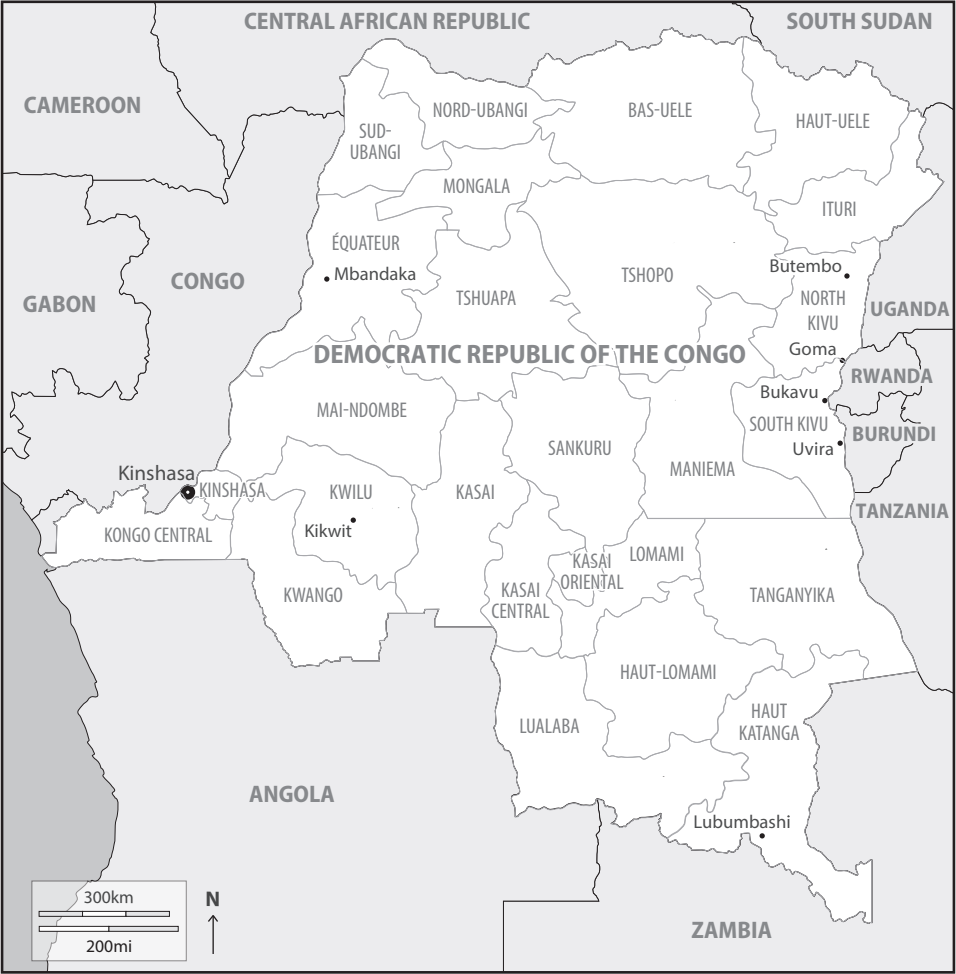 CENTRAL AFRICAN REPUBLIC
SOUTH SUDAN
CAMEROON
NORD-UBANGI
BAS-UELE
HAUT-UELE
SUD-
UBANGI
MONGALA
ITURI
ÉQUATEUR
Mbandaka
CONGO
GABON
TSHUAPA
TSHOPO
Butembo
NORTH
KIVU
UGANDA
Goma
DEMOCRATIC REPUBLIC OF THE CONGO
RWANDA
Bukavu
MAI-NDOMBE
SOUTH KIVU
BURUNDI
Uvira
SANKURU
MANIEMA
Kinshasa
KINSHASA
KWILU
KASAI
TANZANIA
Kikwit
KONGO CENTRAL
LOMAMI
KASAI
ORIENTAL
KWANGO
KASAI
CENTRAL
TANGANYIKA
HAUT-LOMAMI
LUALABA
HAUT
KATANGA
ANGOLA
Lubumbashi
300km
200mi
N
ZAMBIA